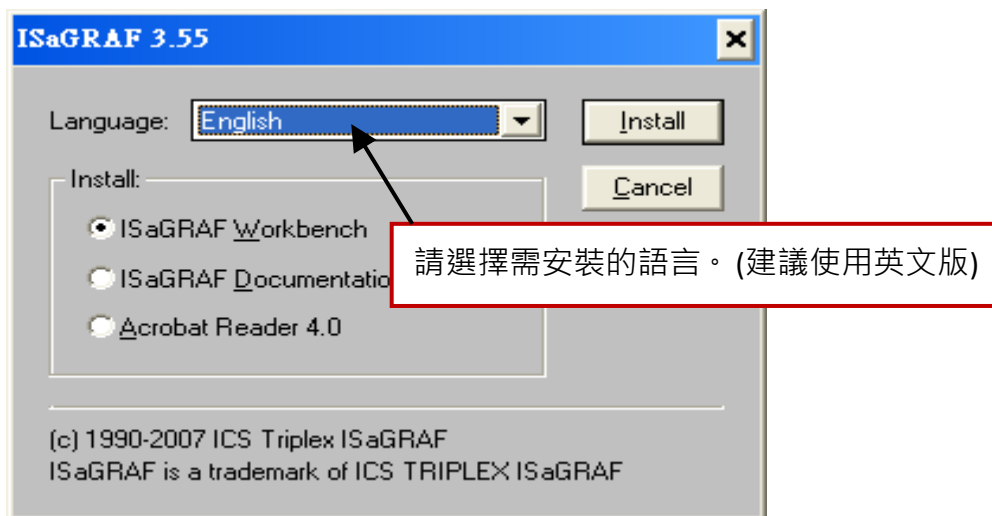 ISaGRAF 3.55
Language: English
Install
Install:
Cancel
ISaGRAF Workbench
請選擇需安裝的語言。(建議使用英文版)
ISaGRAF Documentatio
Acrobat Reader 4.0
(c) 1990-2007 ICS Triplex ISaGRAF
ISaGRAF is a trademark of ICS TRIPLEX ISaGRAF